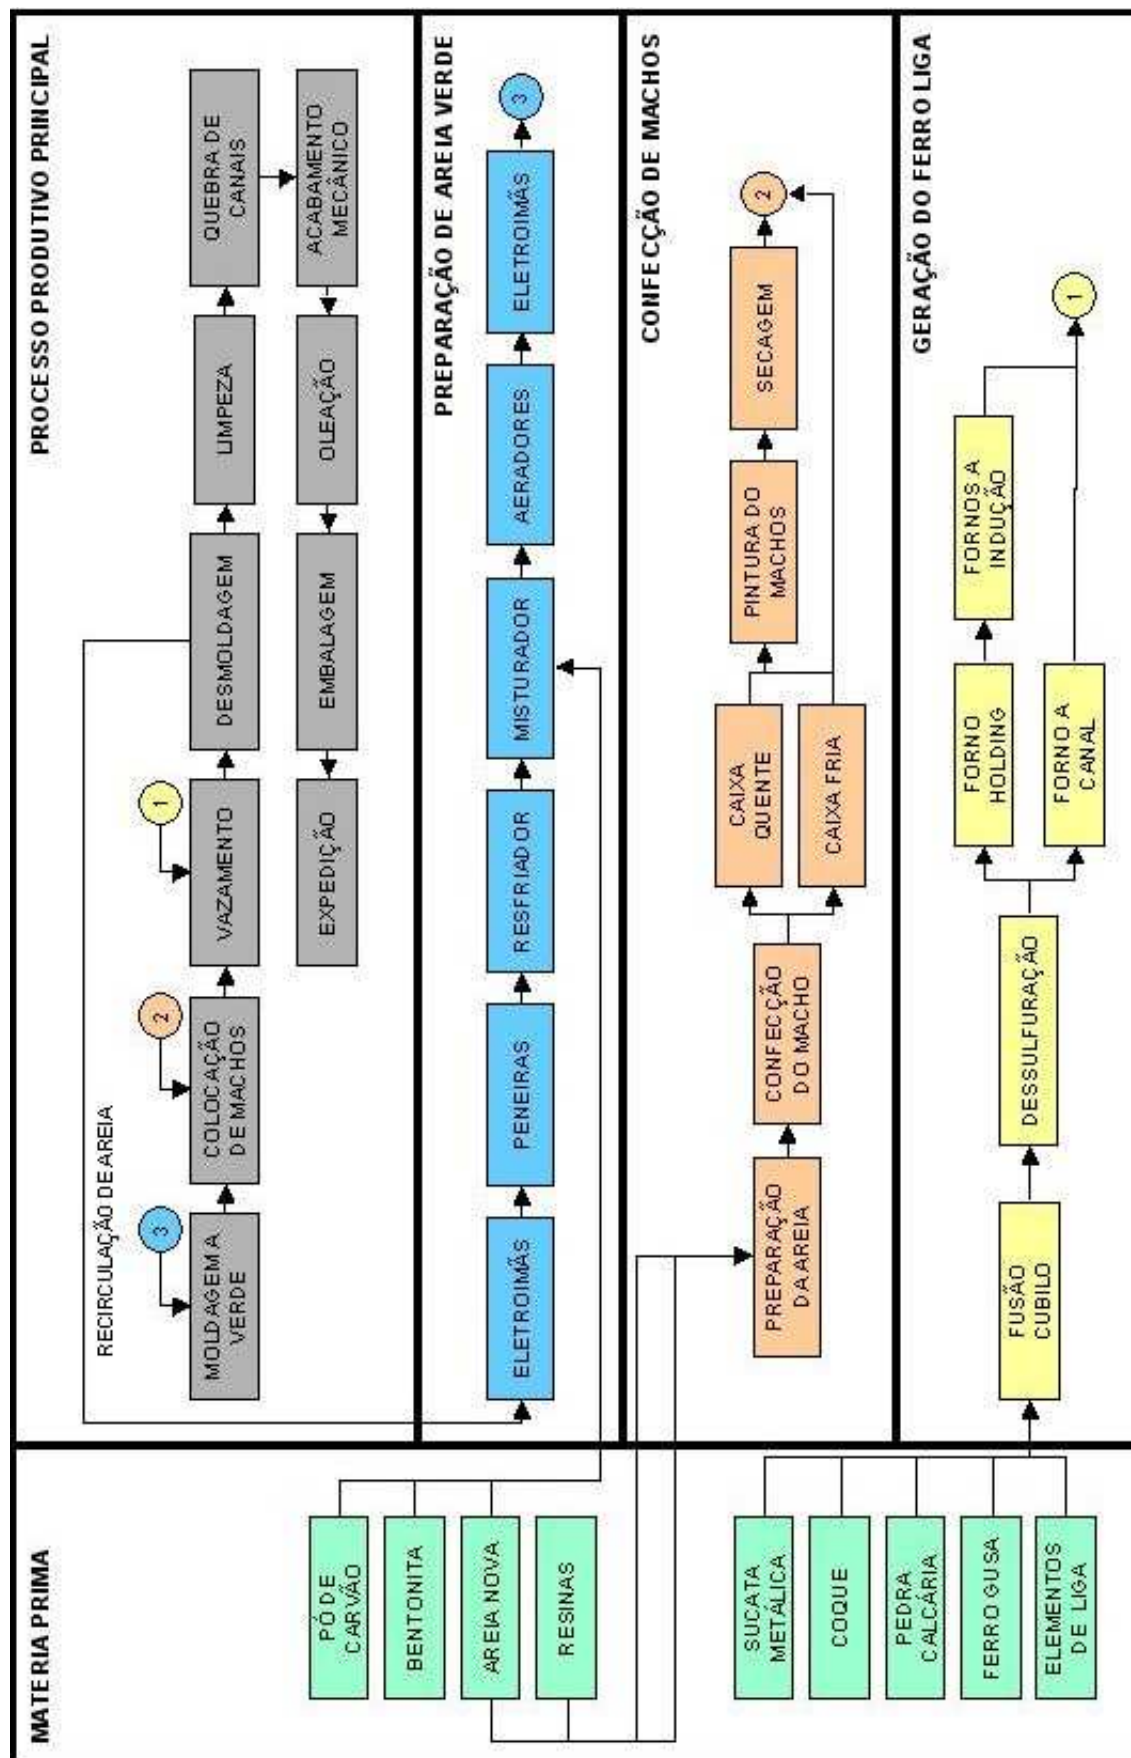 MATERIA PRIMA
PÓ DE
CARVÃO
BENTONITA
AREIA NOVA
RESINAS
SUCATA
METÁLICA
COQUE
PEDRA
CALCÁRIA
FERRO GUSA
ELEMENTOS
DE LIGA
PROCESSO PRODUTIVO PRINCIPAL
RECIRCULAÇÃO DE AREIA
3
2
1
MOLDAGEM A
VERDE
COLOCAÇÃO
DE MACHOS
VAZAMENTO
DESMOLDAGEM
LIMPEZA
QUEBRA DE
CANAIS
EXPEDIÇÃO
EMBALAGEM
OLEAÇÃO
ACABAMENTO
MECÂNICO
PREPARAÇÃO DE AREIA VERDE
ELETROIMÃS
PENEIRAS
RESFRIADOR
MISTURADOR
AERADORES
ELETROIMÃS
3
CONFECÇÃO DE MACHOS
PREPARAÇÃO
DA AREIA
CONFECÇÃO
DO MACHO
CAIXA
QUENTE
CAIXA FRIA
PINTURA DO
MACHOS
SECAGEM
2
GERAÇÃO DO FERRO LIGA
FUSÃO
CUBILO
DESSULFURAÇÃO
FORNO
HOLDING
FORNO A
CANAL
FORNOS A
INDUÇÃO
1